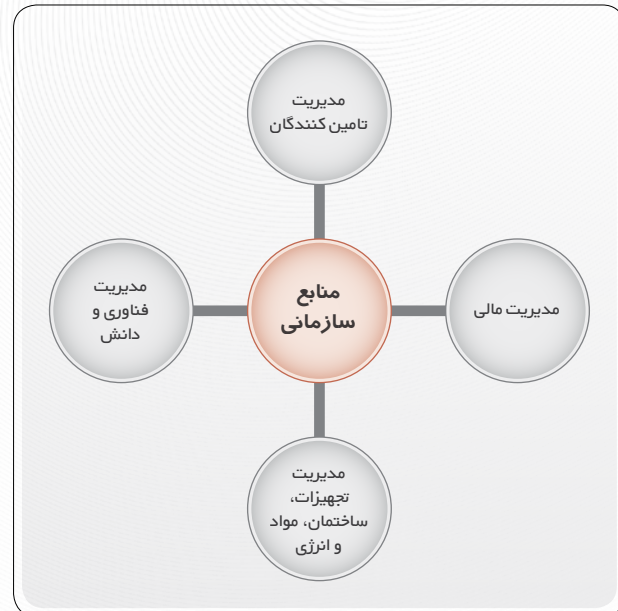 مدیریت
تامین کنندگان
منابع
سازمانی
مدیریت مالی
مدیریت
فناوری و
دانش
مدیریت
تجهیزات،
ساختمان، مواد
و انرژی